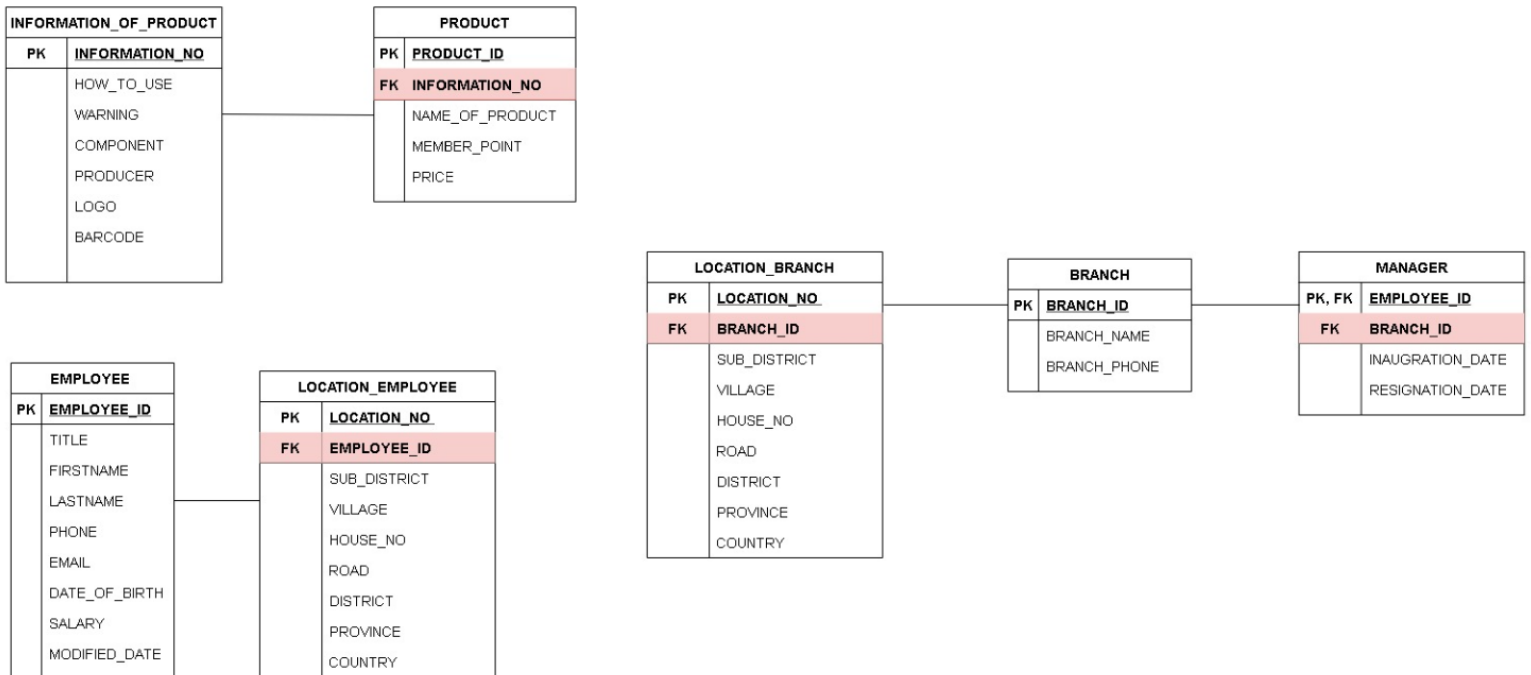 INFORMATION_OF_PRODUCT
PK INFORMATION_NO
HOW_TO_USE
WARNING
COMPONENT
PRODUCER
LOGO
BARCODE
PRODUCT
PK PRODUCT_ID
FK INFORMATION_NO
NAME_OF_PRODUCT
MEMBER_POINT
PRICE
EMPLOYEE
PK EMPLOYEE_ID
TITLE
FIRSTNAME
LASTNAME
PHONE
EMAIL
DATE_OF_BIRTH
SALARY
MODIFIED_DATE
LOCATION_EMPLOYEE
PK LOCATION_NO
FK EMPLOYEE_ID
SUB_DISTRICT
VILLAGE
HOUSE_NO
ROAD
DISTRICT
PROVINCE
COUNTRY
LOCATION_BRANCH
PK LOCATION_NO
FK BRANCH_ID
SUB_DISTRICT
VILLAGE
HOUSE_NO
ROAD
DISTRICT
PROVINCE
COUNTRY
BRANCH
PK BRANCH_ID
BRANCH_NAME
BRANCH_PHONE
MANAGER
PK, FK EMPLOYEE_ID
FK BRANCH_ID
INAUGRATION_DATE
RESIGNATION_DATE